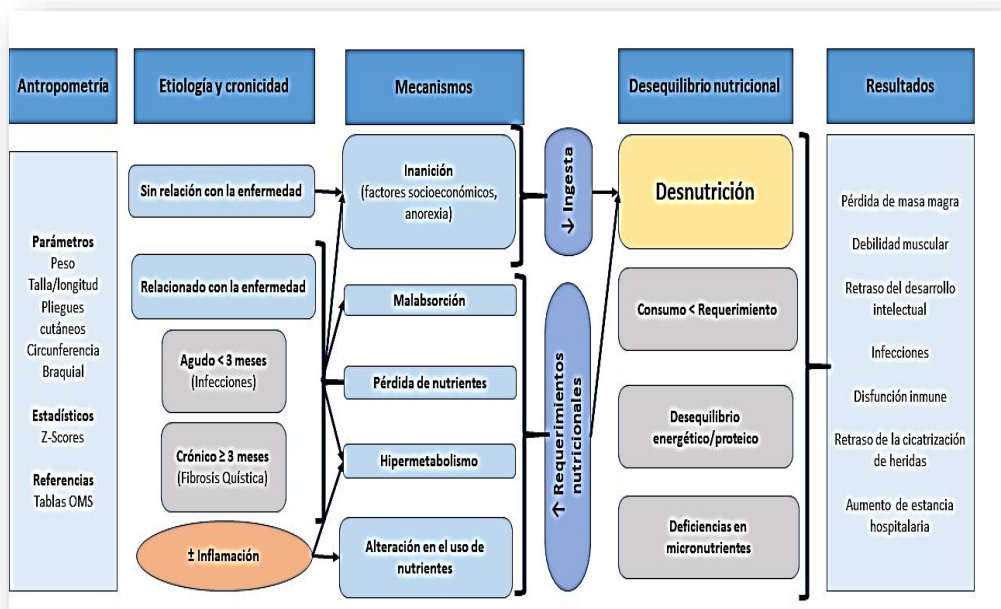 Antropometría
Etiología y cronicidad
Mecanismos
Desequilibrio nutricional
Resultados
Parámetros
Peso
Talla/longitud
Pliegues
cutáneos
Circunferencia
Braquial
Estadísticos
Z-Scores
Referencias
Tablas OMS
Sin relación con la enfermedad
Relacionado con la enfermedad
Agudo < 3 meses
(Infecciones)
Crónico ≥ 3 meses
(Fibrosis Quística)
± Inflamación
Inanición
(factores socioeconómicos,
anorexia)
Malabsorción
Pérdida de nutrientes
Hipermetabolismo
Alteración en el uso de
nutrientes
↓ Ingesta
↑ Requerimientos
nutricionales
Desnutrición
Consumo < Requerimiento
Desequilibrio
energético/proteico
Deficiencias en
micronutrientes
Pérdida de masa magra
Debilidad muscular
Retraso del desarrollo
intelectual
Infecciones
Disfunción inmune
Retraso de la cicatrización
de heridas
Aumento de estancia
hospitalaria